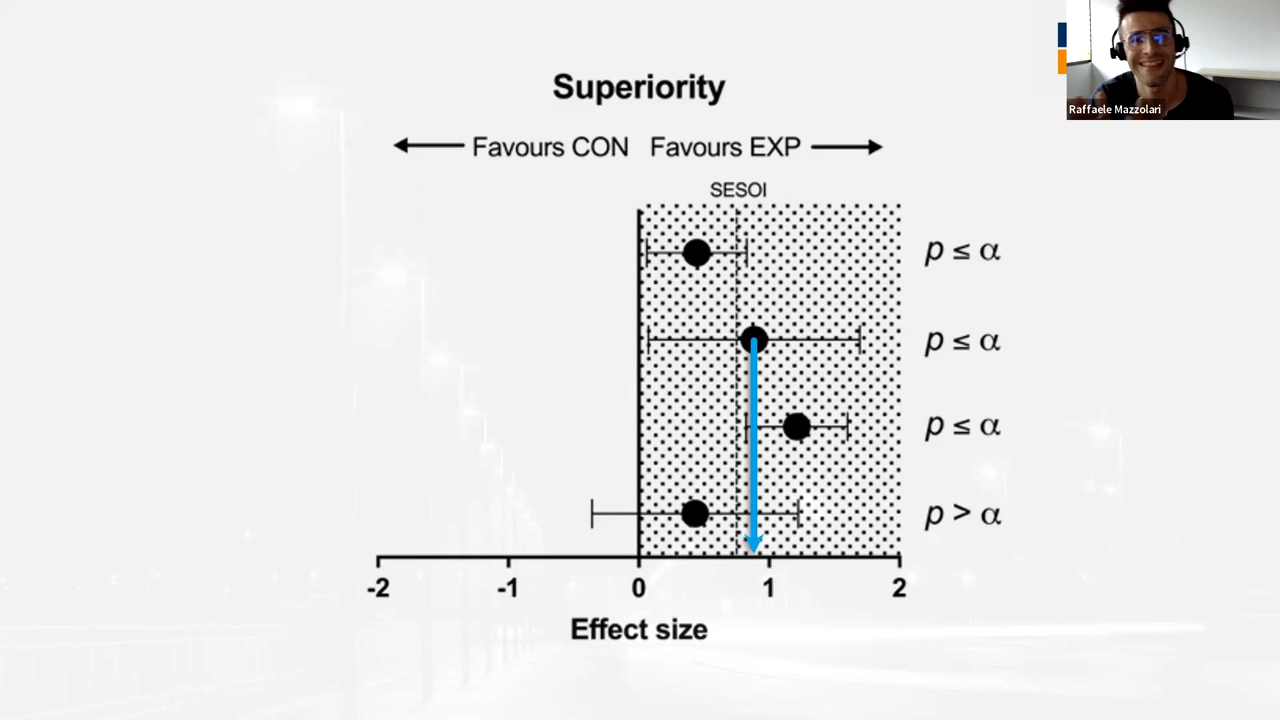 Superiority
Favours CON Favours EXP
SESOI
p ≤ α
p ≤ α
p ≤ α
p > α
-2 -1 0 1 2
Effect size
Raffaele Mazzolari